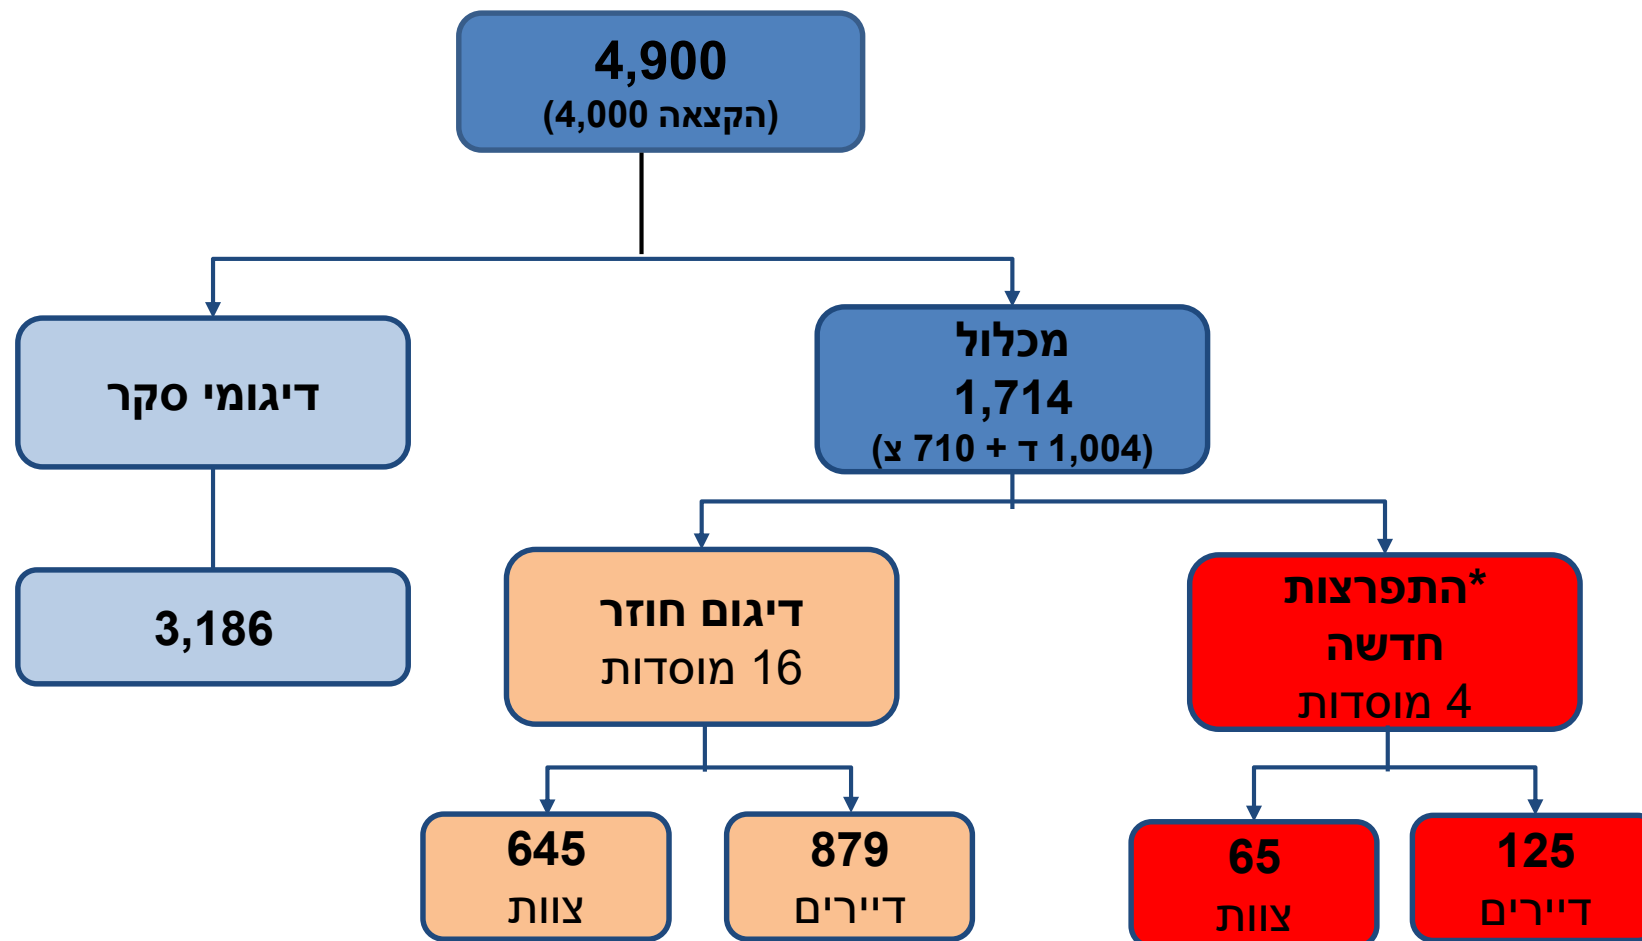 4,900
(הקצאה 4,000)
מכלול
1,714
(1,004 ד + 710 צ)
דיגומי סקר
3,186
*התפרצות
חדשה
4 מוסדות
דיגום חוזר
16 מוסדות
125
דיירים
65
צוות
879
דיירים
645
צוות